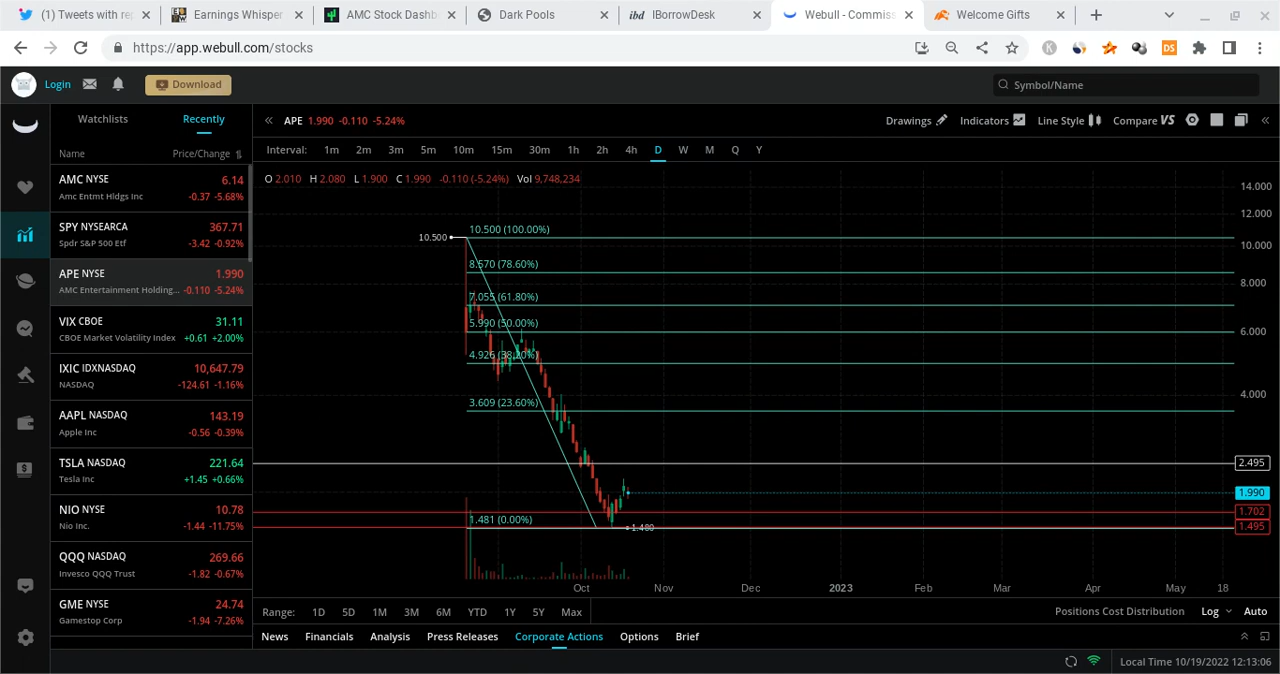 (1) Tweets with rep
Earnings Whisper
AMC Stock Dashb
Dark Pools
ibd IBorrowDesk
Webull - Commiss
Welcome Gifts
https://app.webull.com/stocks
K
DS
Login
Download
Symbol/Name
Watchlists Recently
Name Price/Change
AMC NYSE 6.14
Amc Entmt Hldgs Inc -0.37 -5.68%
SPY NYSEARCA 367.71
Spdr S&P 500 Etf -3.42 -0.92%
APE NYSE 1.990
AMC Entertainment Holding... -0.110 -5.24%
VIX CBOE 31.11
CBOE Market Volatility Index +0.61 +2.00%
IXIC IDXNASDAQ 10,647.79
NASDAQ -124.61 -1.16%
AAPL NASDAQ 143.19
Apple Inc -0.56 -0.39%
TSLA NASDAQ 221.64
Tesla Inc +1.45 +0.66%
NIO NYSE 10.78
Nio Inc. -1.44 -11.75%
QQQ NASDAQ 269.66
Invesco QQQ Trust -1.82 -0.67%
GME NYSE 24.74
Gamestop Corp -1.94 -7.26%
APE 1.990 -0.110 -5.24%
Drawings Indicators Line Style Compare VS
Interval: 1m 2m 3m 5m 10m 15m 30m 1h 2h 4h D W M Q Y
O 2.010 H 2.080 L 1.900 C 1.990 -0.110 (-5.24%) Vol 9,748,234
14.000
12.000
10.500 (100.00%)
10.500
10.000
8.570 (78.60%)
8.000
7.055 (61.80%)
5.990 (50.00%)
6.000
4.926 (38.20%)
4.000
3.609 (23.60%)
2.495
1.990
1.702
1.481 (0.00%)
1.480
1.495
Oct Nov Dec 2023 Feb Mar Apr May 18
Range: 1D 5D 1M 3M 6M YTD 1Y 5Y Max
Positions Cost Distribution Log Auto
News Financials Analysis Press Releases Corporate Actions Options Brief
Local Time 10/19/2022 12:13:06